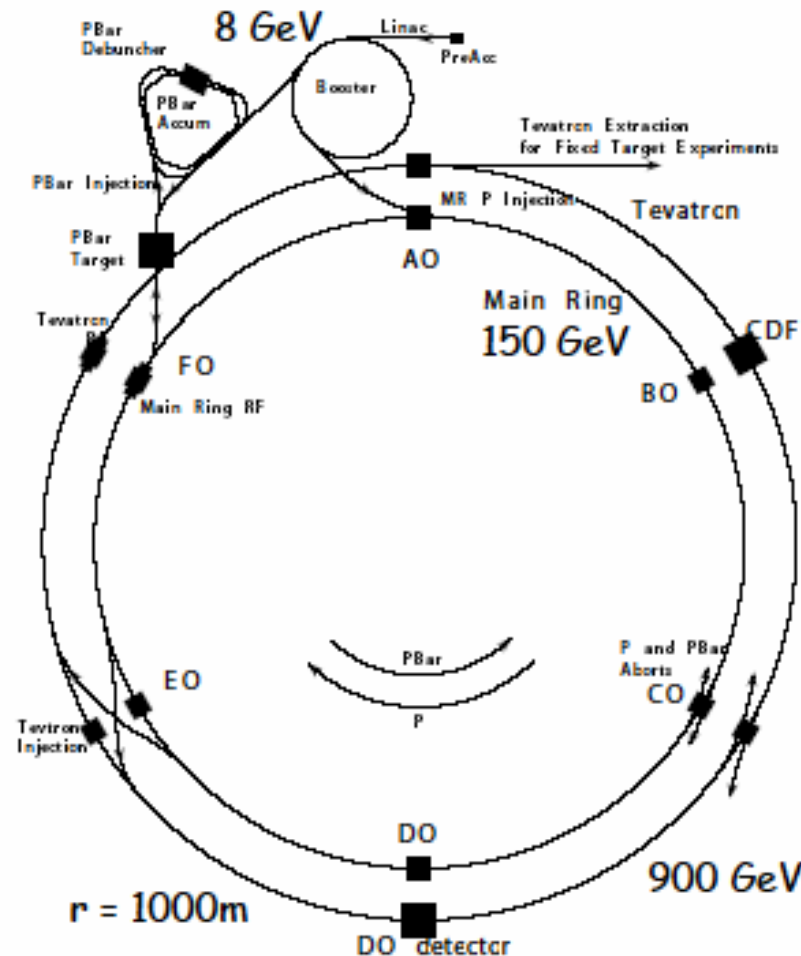 8 GeV
PBar
Debuncher
Linac
PreAcc
Booster
PBar
Accum
Tevatron Extraction
for Fixed Target Experiments
PBar Injection
MR P Injection
Tevatron
PBar
Target
AO
Main Ring
150 GeV
Tevatron
CDF
FO
BO
Main Ring RF
PBar
P
P and PBar
Aborts
EO
CO
Tevtron
Injection
DO
900 GeV
r = 1000m
DO detector